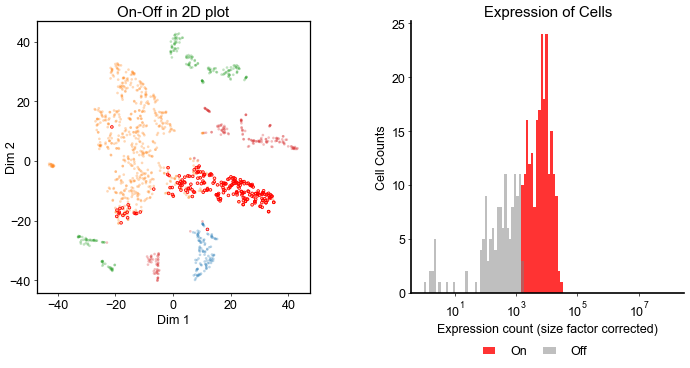 On-Off in 2D plot
40
20
0
−20
−40
Dim 2
−40 −20 0 20 40
Dim 1
Expression of Cells
25
20
15
10
5
0
Cell Counts
10^1 10^3 10^5 10^7
Expression count (size factor corrected)
On Off